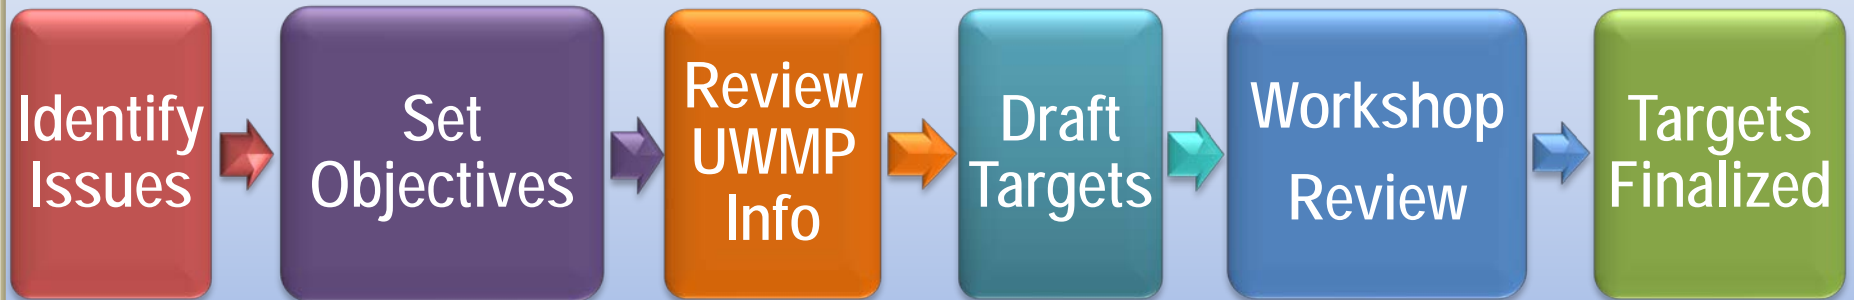 Identify
Issues
Set
Objectives
Review
UWMP
Info
Draft
Targets
Workshop
Review
Targets
Finalized